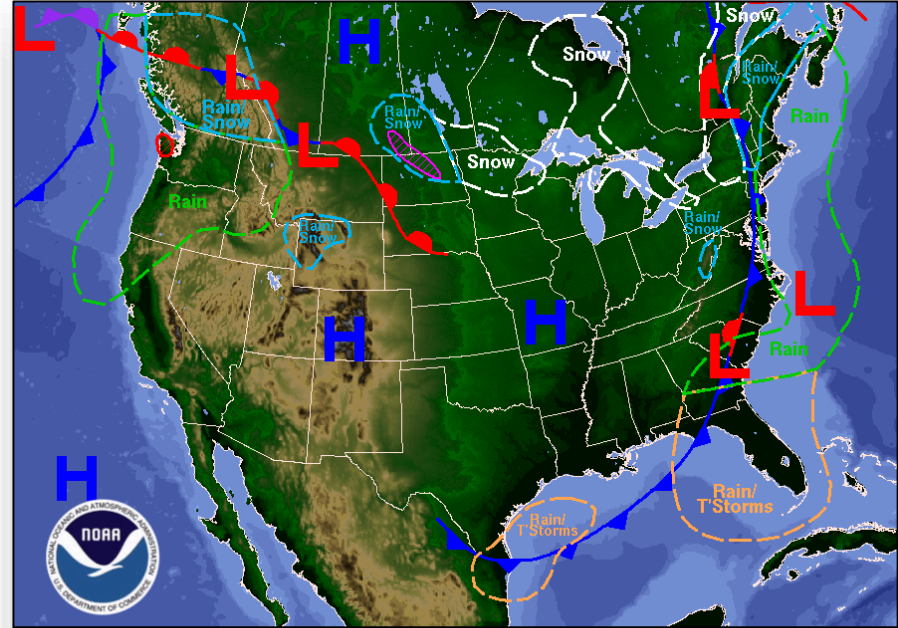 L
H
Snow
Snow
Rain/
Snow
L
Rain/
Snow
Rain/
Snow
L
Rain
L
Snow
Rain
Rain/
Snow
Rain/
Snow
L
H
H
Rain
L
H
Rain/
T'Storms
Rain/
T'Storms
NATIONAL OCEANIC AND ATMOSPHERIC ADMINISTRATION
NOAA
U.S. DEPARTMENT OF COMMERCE